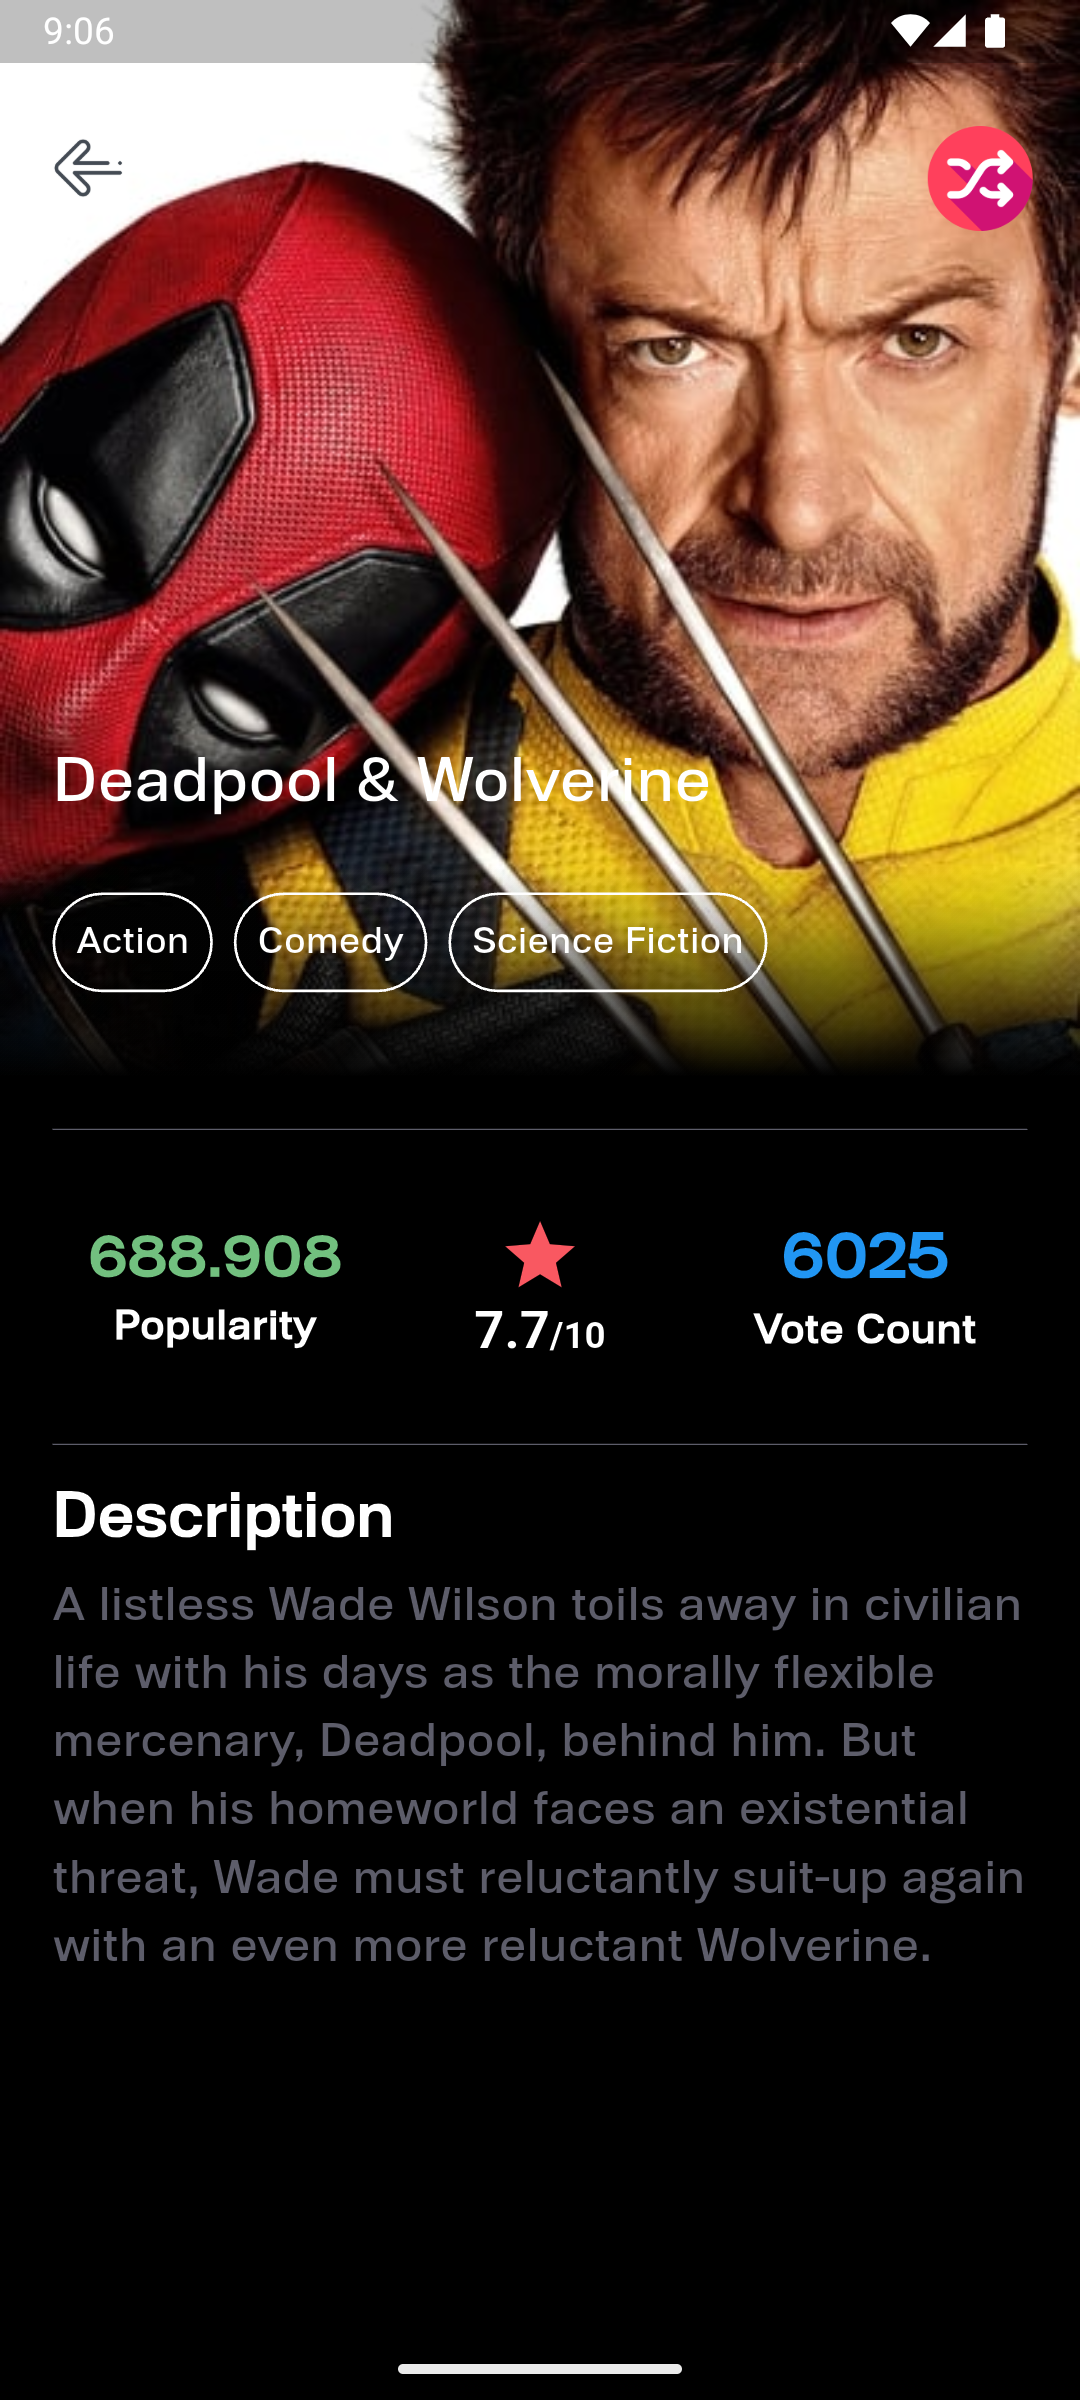 9:06
Deadpool & Wolverine
Action Comedy Science Fiction
688.908 6025
Popularity 7.7/10 Vote Count
Description
A listless Wade Wilson toils away in civilian
life with his days as the morally flexible
mercenary, Deadpool, behind him. But
when his homeworld faces an existential
threat, Wade must reluctantly suit-up again
with an even more reluctant Wolverine.